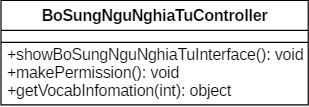 BoSungNguNghiaTuController
+showBoSungNguNghiaTuInterface(): void
+makePermission(): void
+getVocabInfomation(int): object